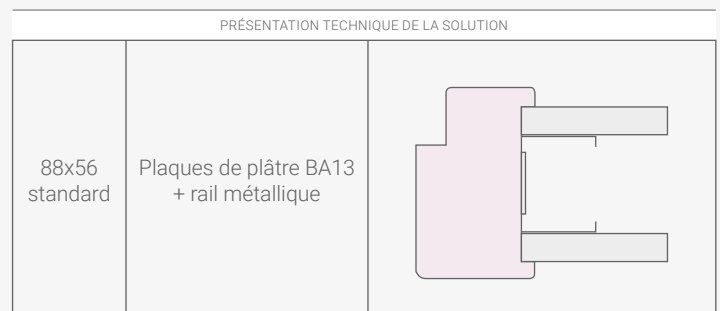 PRÉSENTATION TECHNIQUE DE LA SOLUTION
88x56
standard
Plaques de plâtre BA13
+ rail métallique